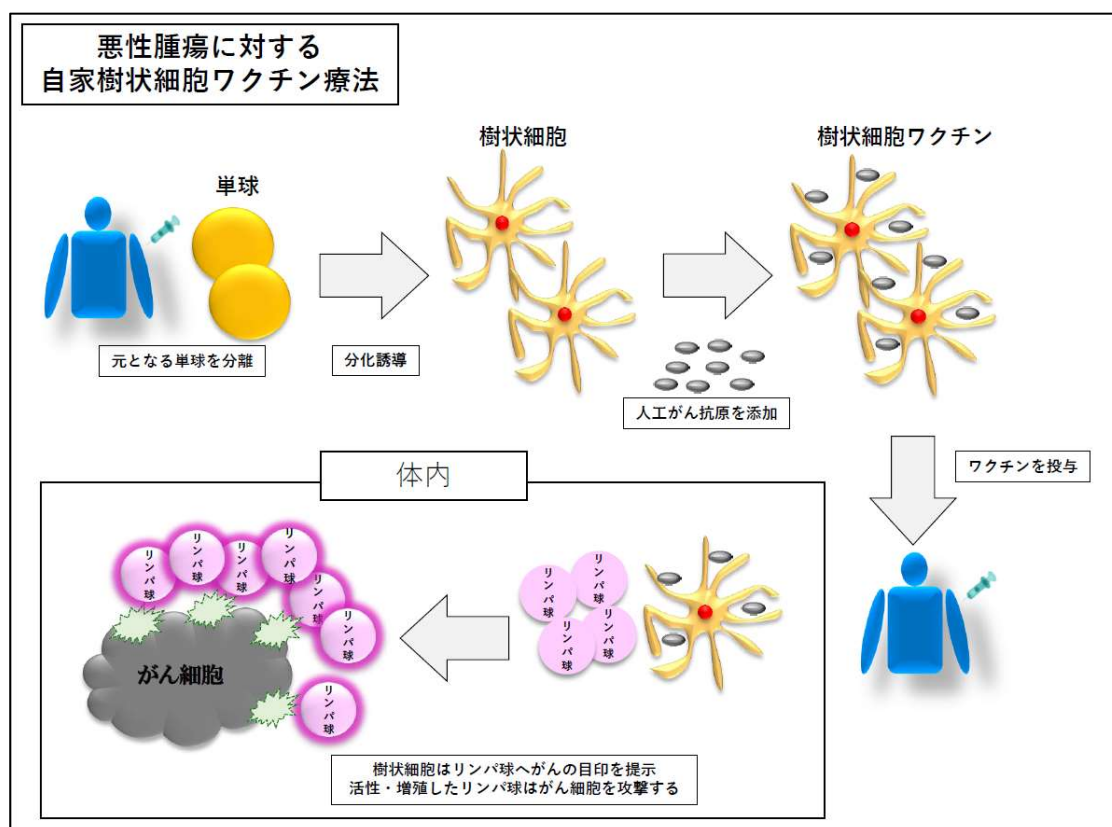 悪性腫瘍に対する
自家樹状細胞ワクチン療法
単球
樹状細胞
樹状細胞ワクチン
元となる単球を分離
分化誘導
人工がん抗原を添加
ワクチンを投与
体内
リンパ球
リンパ球
リンパ球
リンパ球
リンパ球
リンパ球
リンパ球
リンパ球
リンパ球
リンパ球
リンパ球
がん細胞
樹状細胞はリンパ球へがんの目印を提示
活性・増殖したリンパ球はがん細胞を攻撃する